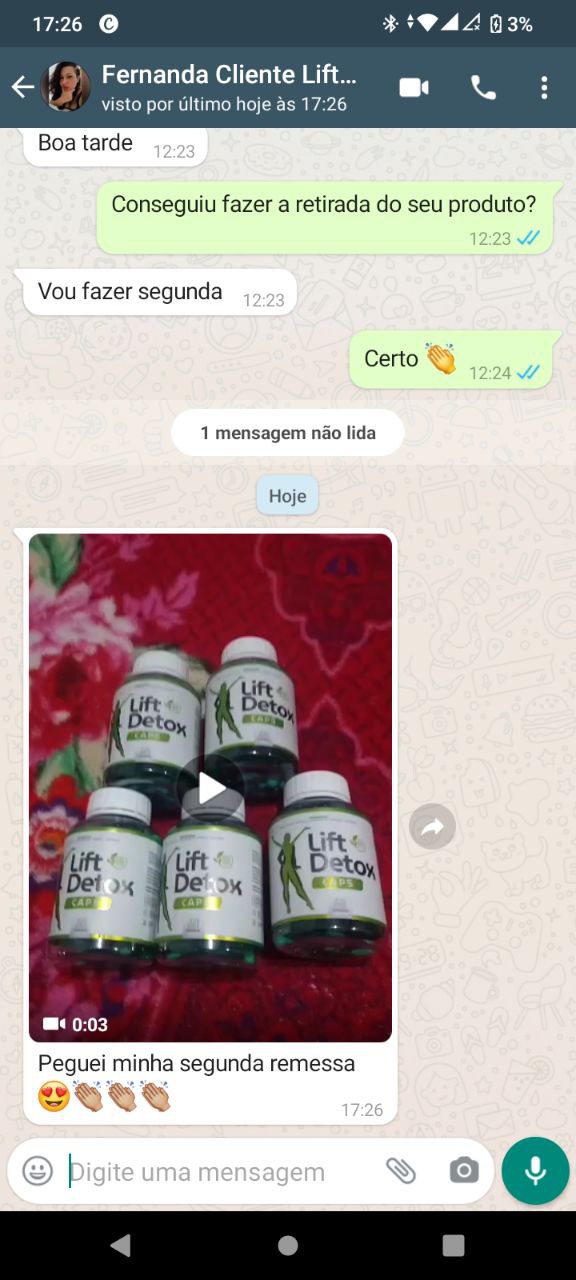 17:26
3%
Fernanda Cliente Lift...
visto por último hoje às 17:26
Boa tarde 12:23
Conseguiu fazer a retirada do seu produto?
12:23
Vou fazer segunda 12:23
Certo 👏 12:24
1 mensagem não lida
Hoje
Lift
Detox
CAPS
Lift
Detox
CAPS
Lift
Detox
CAPS
Lift
Detox
CAPS
Lift
Detox
CAPS
0:03
Peguei minha segunda remessa
😍👏🏼👏🏼👏🏼
17:26
Digite uma mensagem